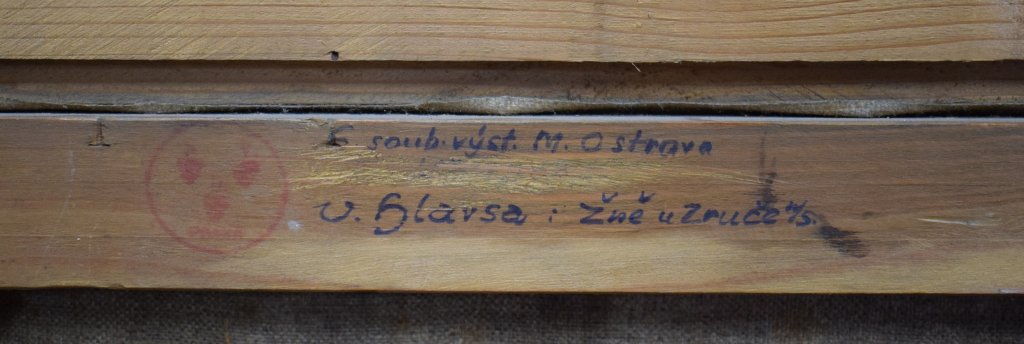 soub. výst. M. Ostrava
V. Hlavsa : Žně u Zruče n/S.